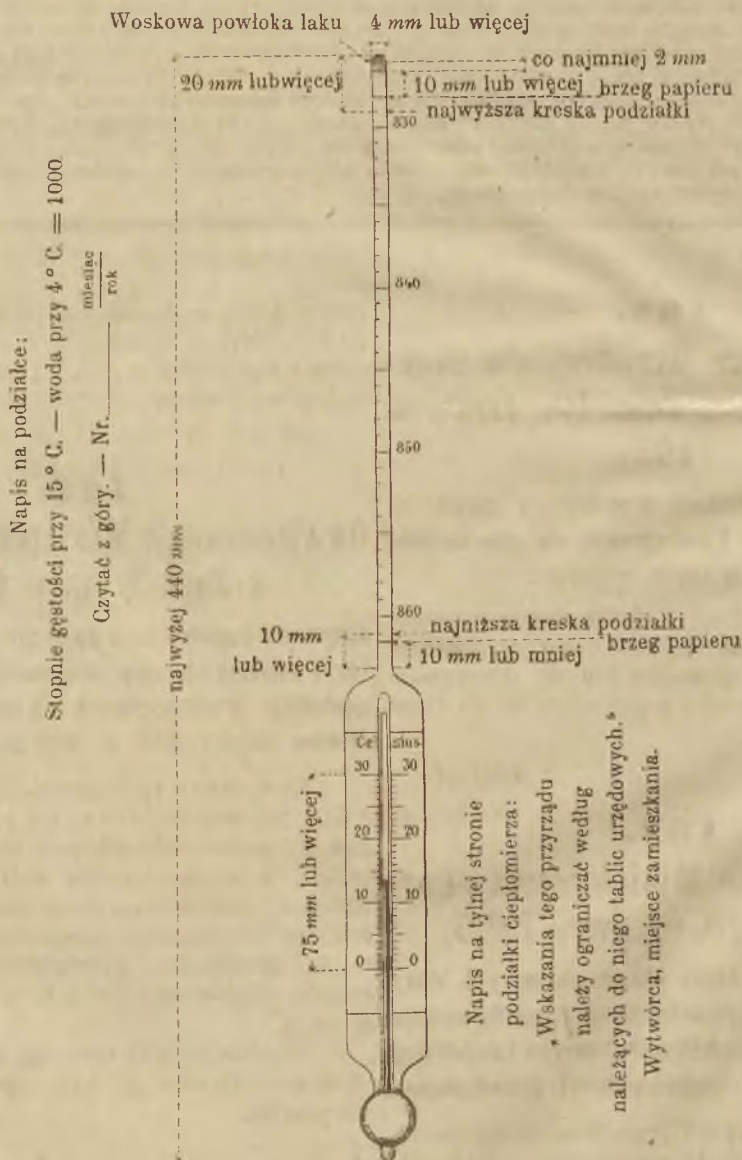 Woskowa powłoka laku 4 mm lub więcej
co najmniej 2 mm
20 mm lub więcej
10 mm lub więcej brzeg papieru
najwyższa kreska podziałki
830
840
850
860
Napis na podziałce:
Stopnie gęstości przy 15° C. — woda przy 4° C. = 1000.
Czytać z góry. — Nr. miesiąc
rok
najwyżej 440 mm
10 mm
lub więcej
najniższa kreska podziałki
brzeg papieru
10 mm lub mniej
Cel sius
30 30
20 20
10 10
0 0
75 mm lub więcej
Napis na tylnej stronie
podziałki ciepłomierza:
„Wskazania tego przyrządu
należy ograniczać według
należących do niego tablic urzędowych.“
Wytwórca, miejsce zamieszkania.